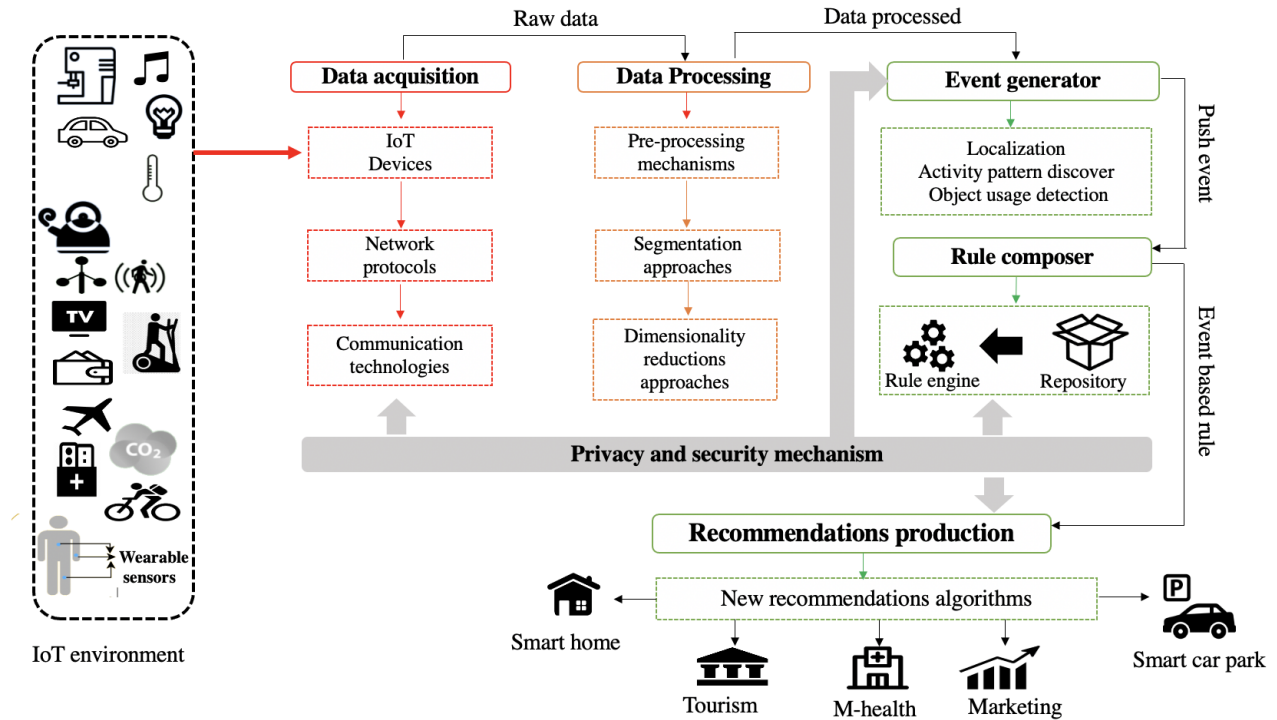 Raw data
Data processed
Data acquisition
Data Processing
Event generator
IoT
Devices
Pre-processing
mechanisms
Localization
Activity pattern discover
Object usage detection
Push event
Network
protocols
Segmentation
approaches
Rule composer
TV
Communication
technologies
Dimensionality
reductions
approaches
Rule engine
Repository
Event based rule
CO2
Privacy and security mechanism
Recommendations production
Wearable
sensors
New recommendations algorithms
P
Smart home
Smart car park
IoT environment
Tourism
M-health
Marketing